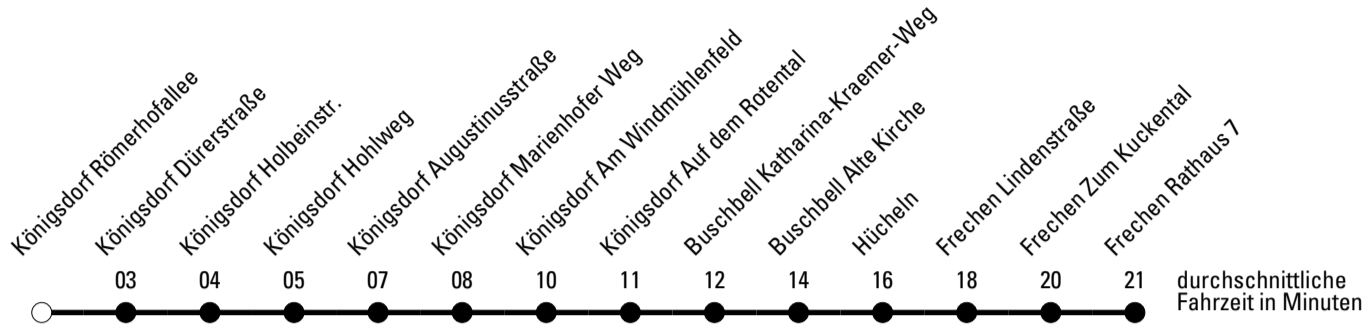 Königsdorf Römerhofallee
Königsdorf Dürerstraße
Königsdorf Holbeinstr.
Königsdorf Hohlweg
Königsdorf Augustinusstraße
Königsdorf Marienhofer Weg
Königsdorf Am Windmühlenfeld
Königsdorf Auf dem Rotental
Buschbell Katharina-Kraemer-Weg
Buschbell Alte Kirche
Hücheln
Frechen Lindenstraße
Frechen Zum Kuckental
Frechen Rathaus 7
03 04 05 07 08 10 11 12 14 16 18 20 21
durchschnittliche
Fahrzeit in Minuten